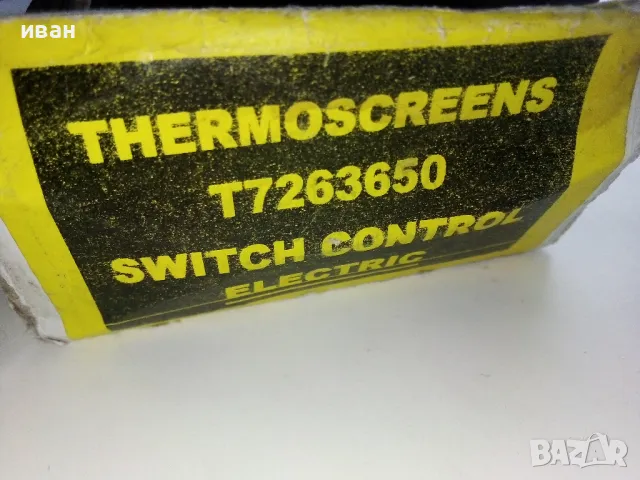 иван
THERMOSCREENS
T7263650
SWITCH CONTROL
ELECTRIC
BAZAR